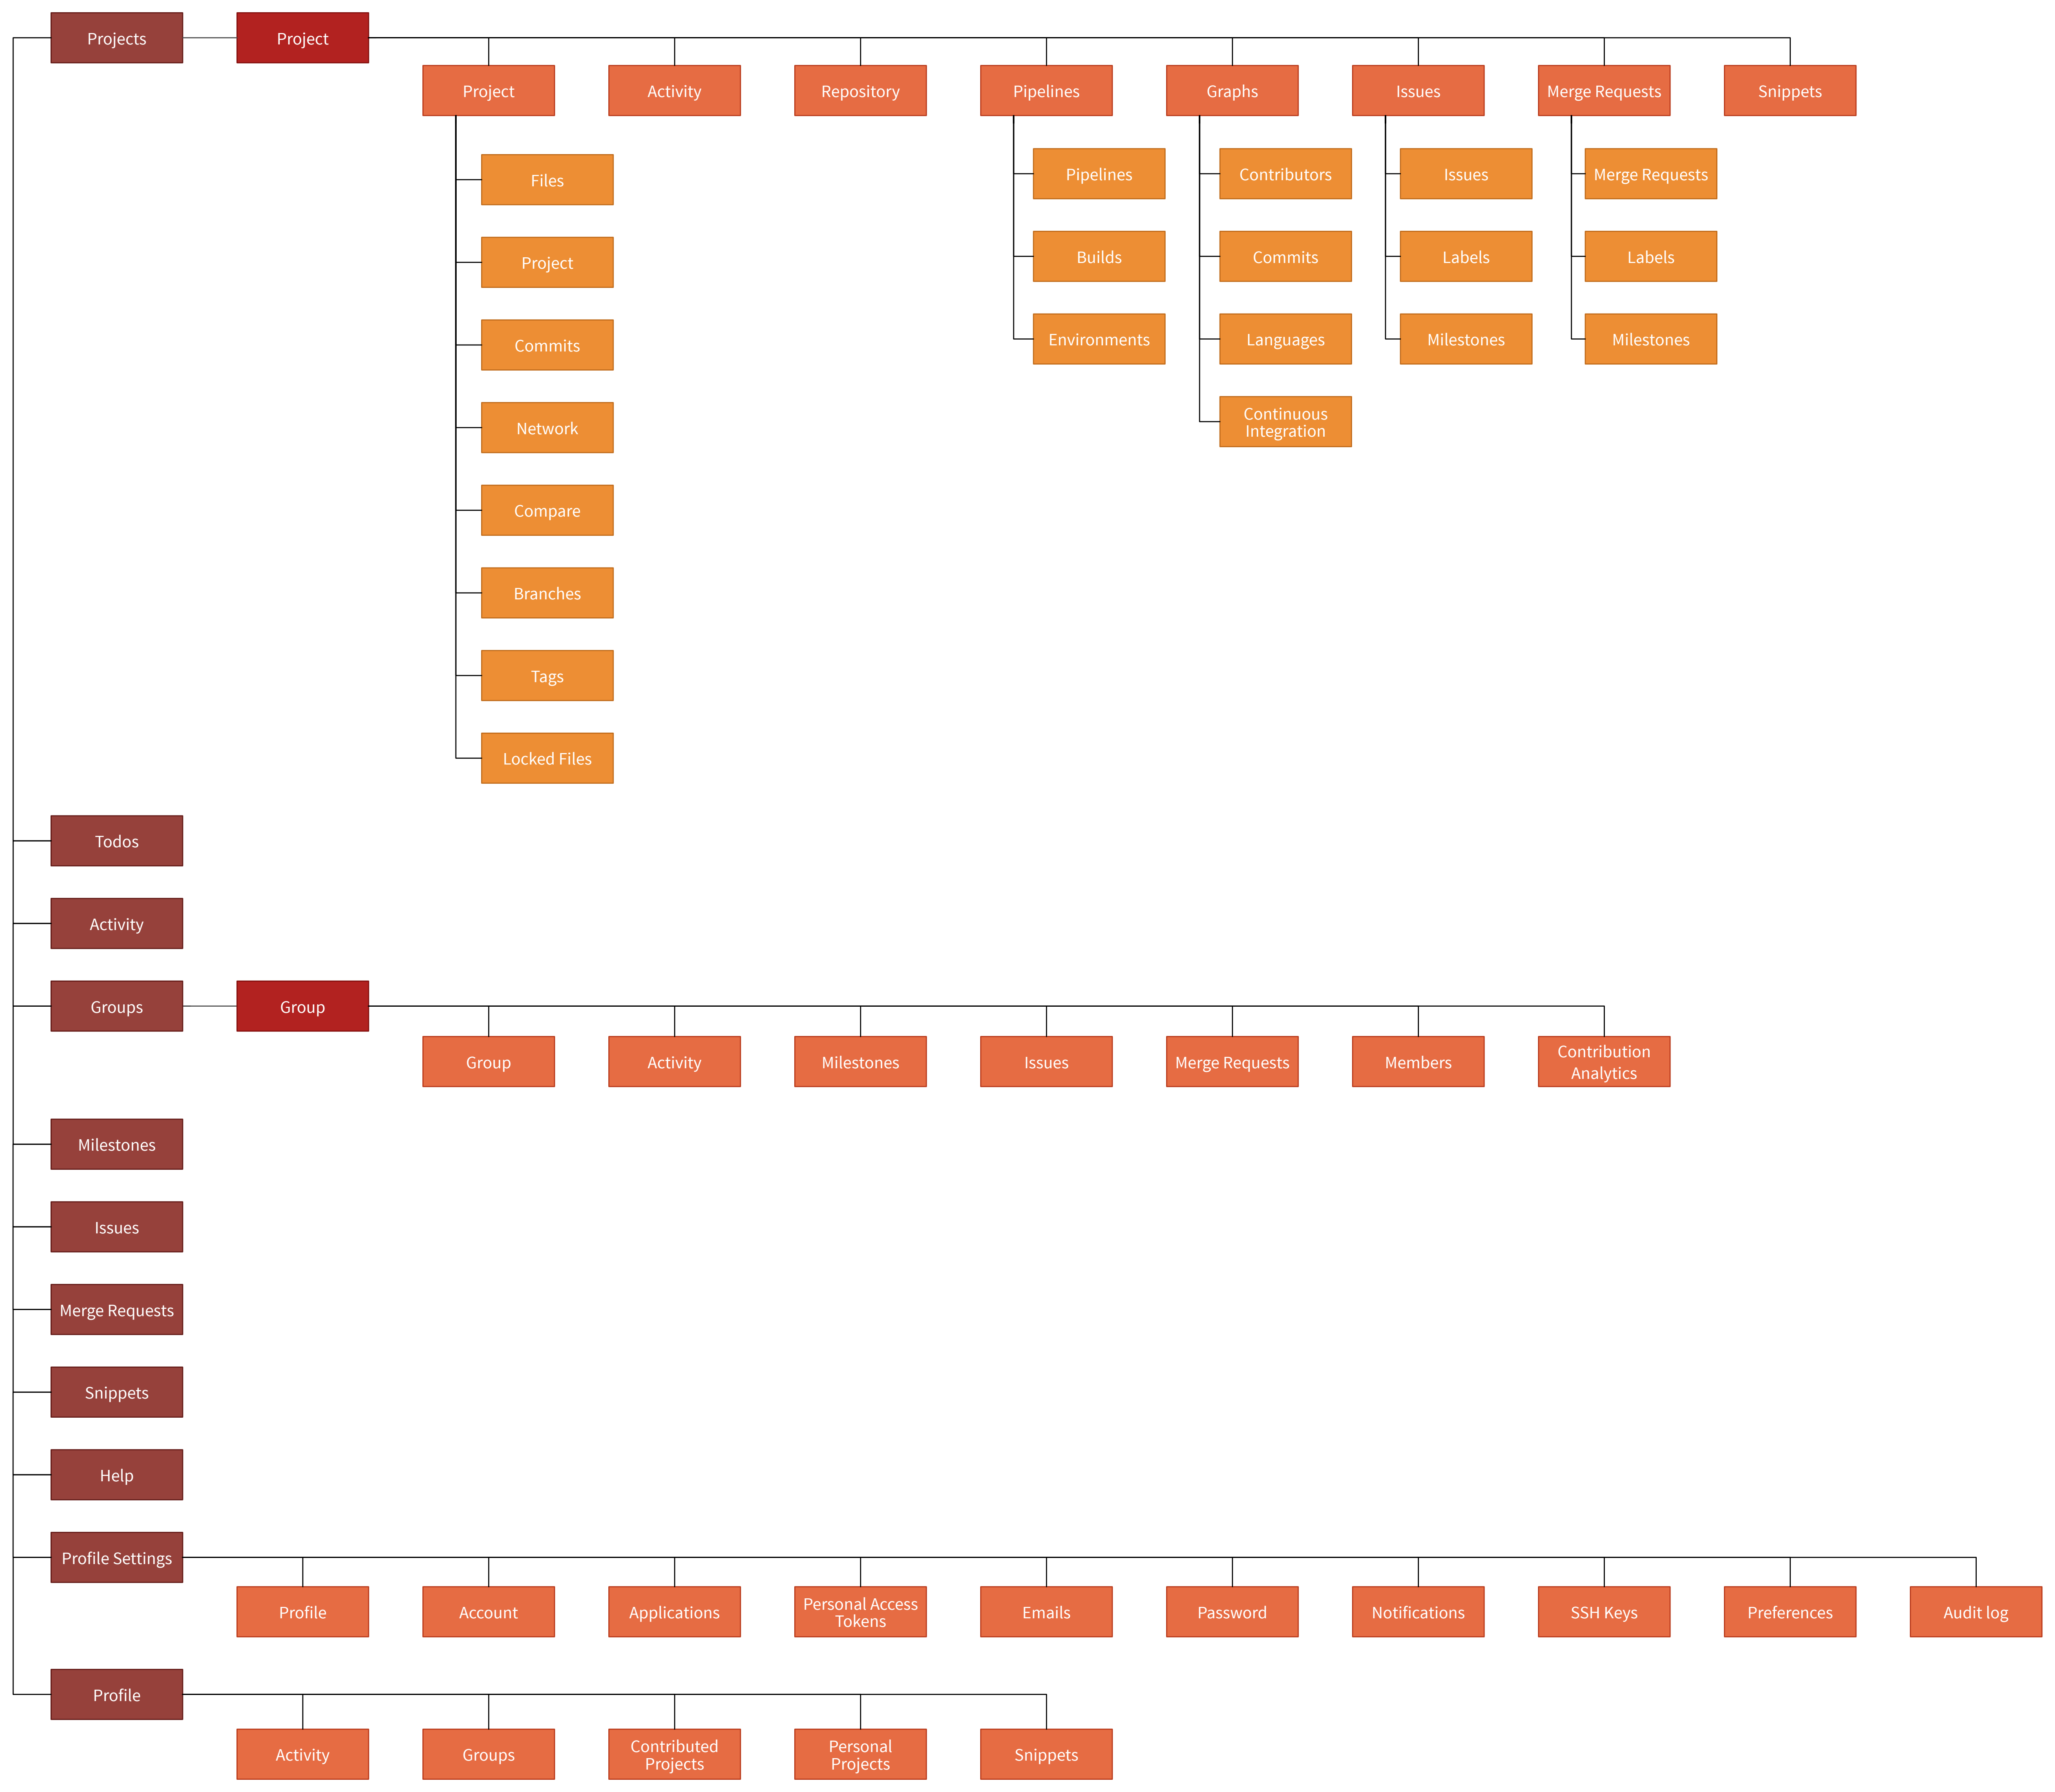 Projects
Project
Project
Activity
Repository
Pipelines
Graphs
Issues
Merge Requests
Snippets
Files
Project
Commits
Network
Compare
Branches
Tags
Locked Files
Pipelines
Builds
Environments
Contributors
Commits
Languages
Continuous
Integration
Issues
Labels
Milestones
Merge Requests
Labels
Milestones
Todos
Activity
Groups
Group
Group
Activity
Milestones
Issues
Merge Requests
Members
Contribution
Analytics
Milestones
Issues
Merge Requests
Snippets
Help
Profile Settings
Profile
Account
Applications
Personal Access
Tokens
Emails
Password
Notifications
SSH Keys
Preferences
Audit log
Profile
Activity
Groups
Contributed
Projects
Personal
Projects
Snippets